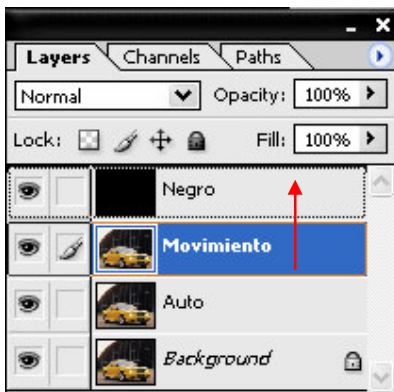 Layers Channels Paths
Normal Opacity: 100%
Lock: Fill: 100%
Negro
Movimiento
Auto
Background